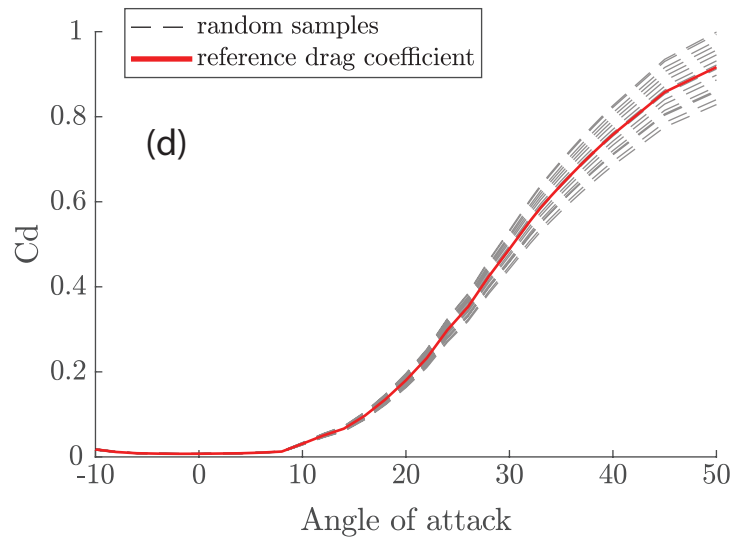 random samples
reference drag coefficient
(d)
Cd
1
0.8
0.6
0.4
0.2
0
-10 0 10 20 30 40 50
Angle of attack